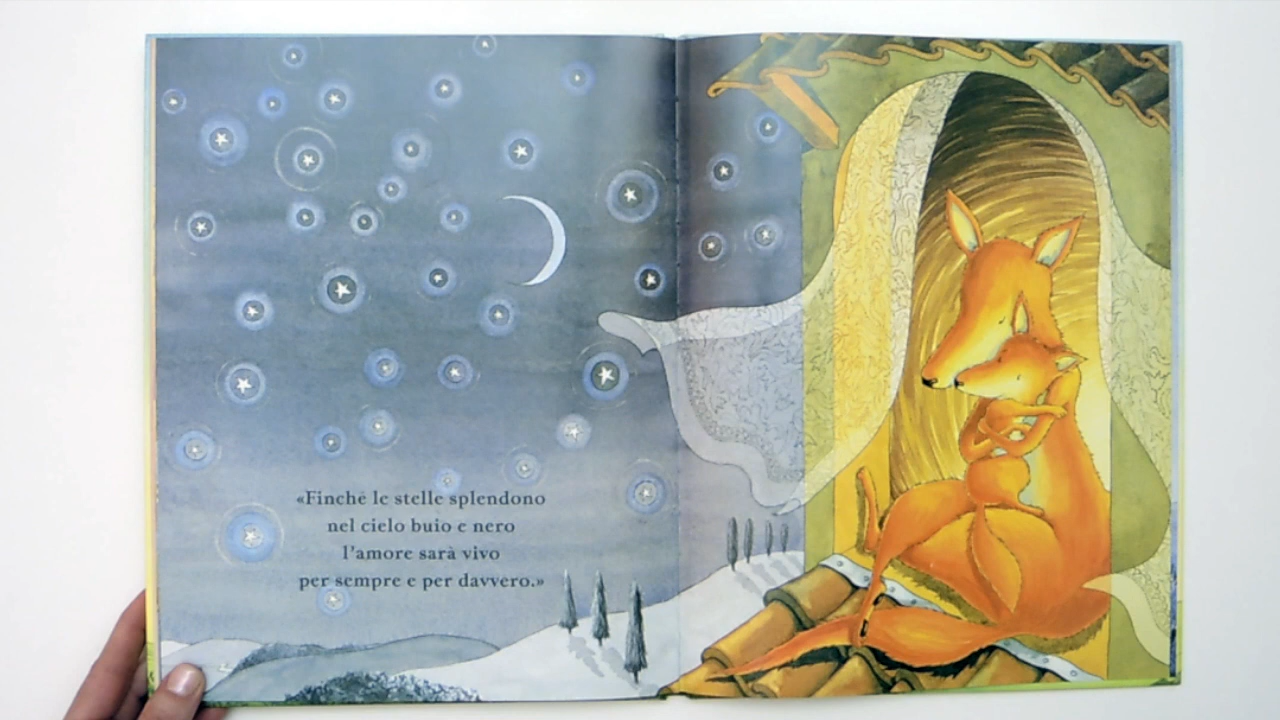 «Finché le stelle splendono
nel cielo buio e nero
l'amore sarà vivo
per sempre e per davvero.»